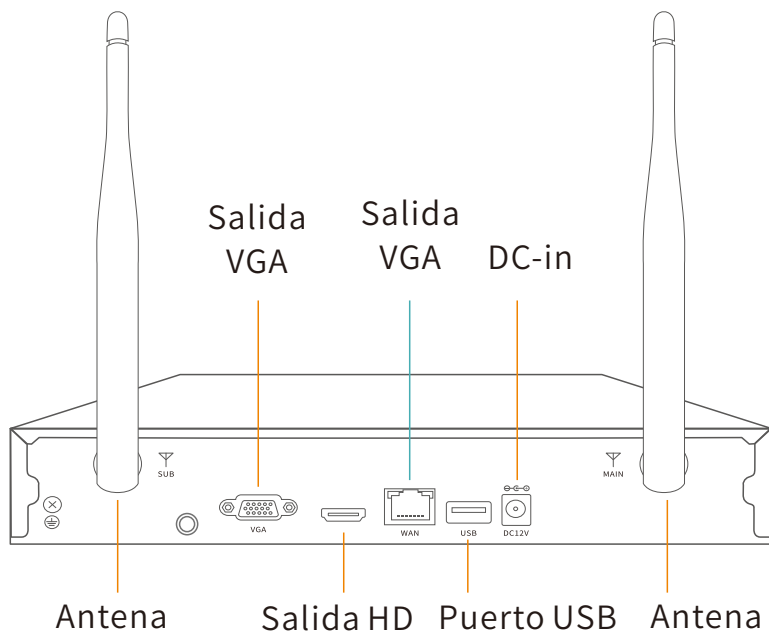 Salida
VGA
Salida
VGA
DC-in
SUB
MAIN
VGA
WAN
USB
DC12V
Antena
Salida HD
Puerto USB
Antena